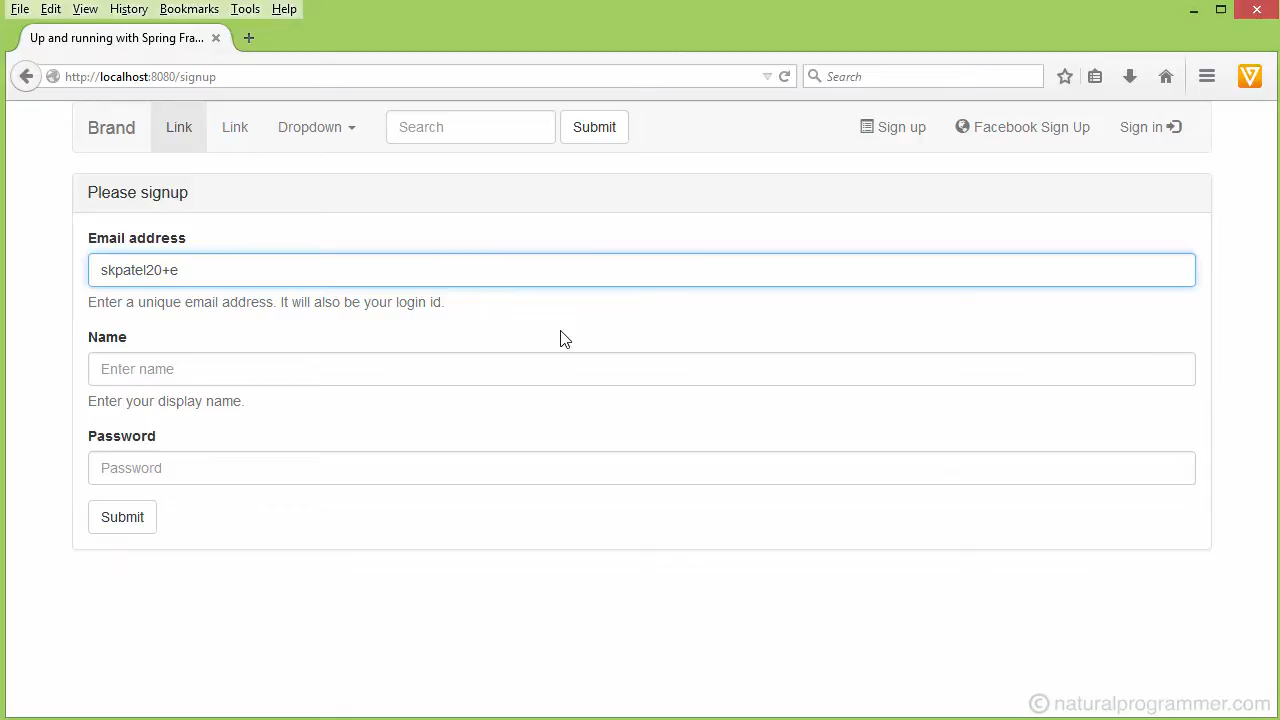 File Edit View History Bookmarks Tools Help
Up and running with Spring Fra...
http://localhost:8080/signup
Search
Brand Link Link Dropdown Search Submit Sign up Facebook Sign Up Sign in
Please signup
Email address
skpatel20+e
Enter a unique email address. It will also be your login id.
Name
Enter name
Enter your display name.
Password
Password
Submit
© naturalprogrammer.com